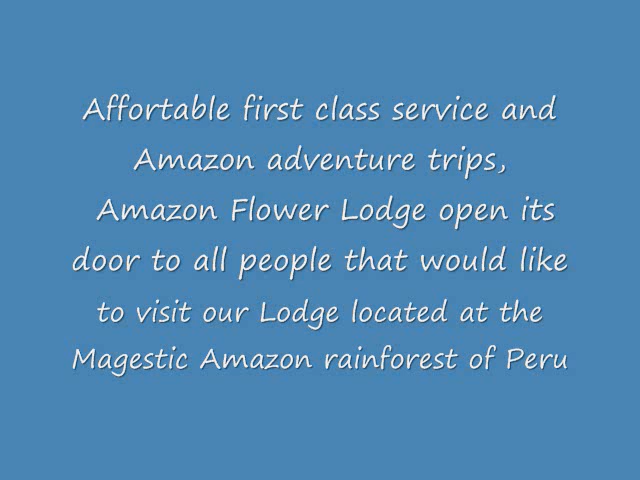 Affortable first class service and
Amazon adventure trips,
Amazon Flower Lodge open its
door to all people that would like
to visit our Lodge located at the
Magestic Amazon rainforest of Peru